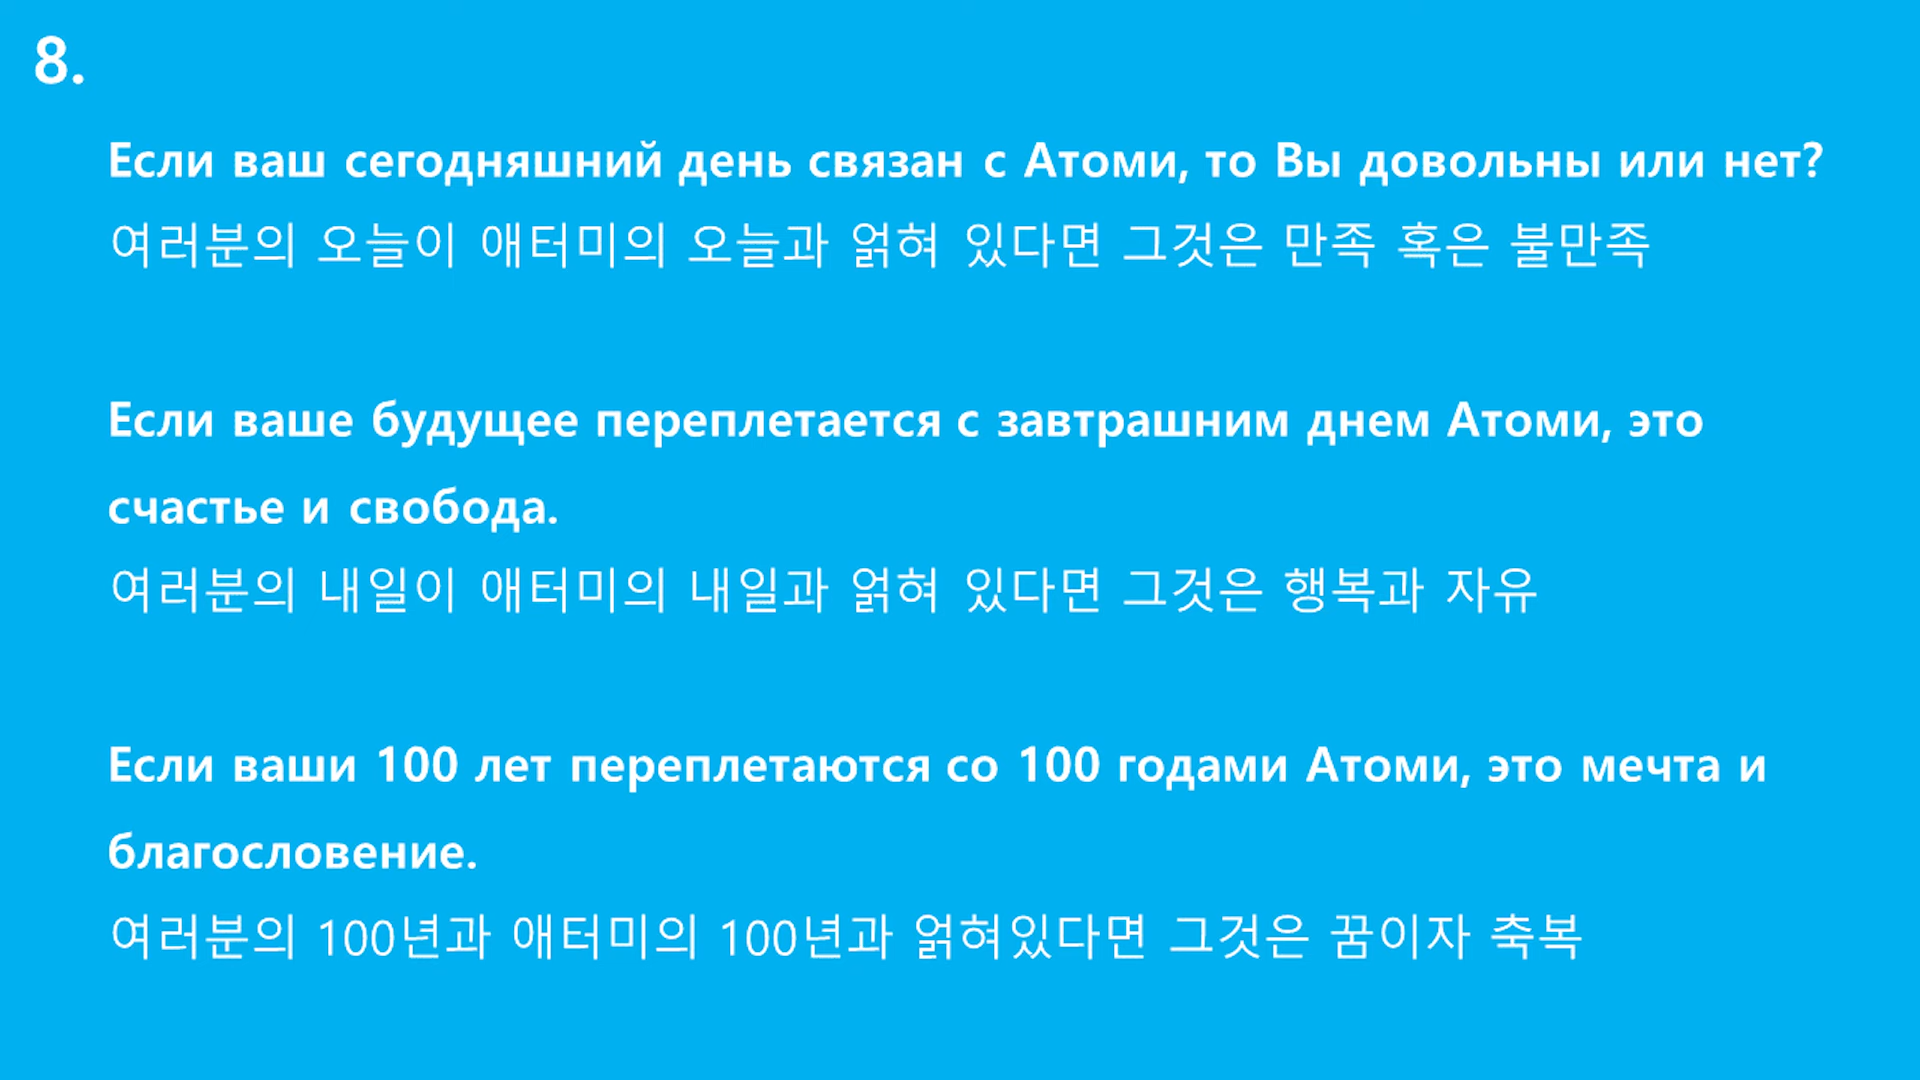 8.
Если ваш сегодняшний день связан с Атоми, то Вы довольны или нет?
여러분의 오늘이 애터미의 오늘과 얽혀 있다면 그것은 만족 혹은 불만족
Если ваше будущее переплетается с завтрашним днем Атоми, это
счастье и свобода.
여러분의 내일이 애터미의 내일과 얽혀 있다면 그것은 행복과 자유
Если ваши 100 лет переплетаются со 100 годами Атоми, это мечта и
благословение.
여러분의 100년과 애터미의 100년과 얽혀있다면 그것은 꿈이자 축복